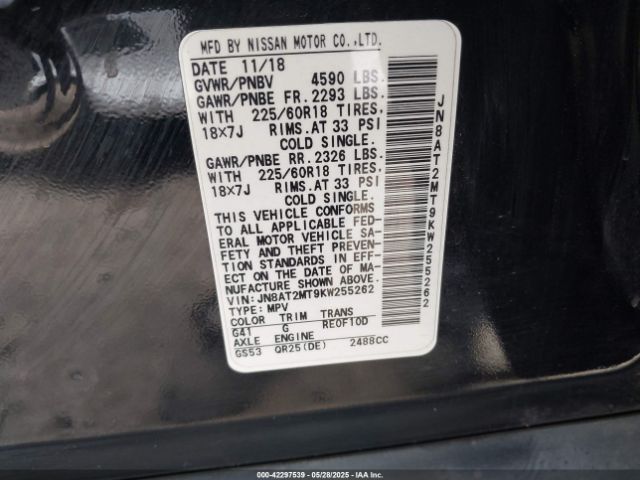 MFD BY NISSAN MOTOR CO.,LTD.
DATE 11/18
GVWR/PNBV 4590 LBS.
GAWR/PNBE FR. 2293 LBS.
WITH 225/60R18 TIRES,
18X7J RIMS.AT 33 PSI
COLD SINGLE.
GAWR/PNBE RR. 2326 LBS.
WITH 225/60R18 TIRES,
18X7J RIMS.AT 33 PSI
COLD SINGLE.
THIS VEHICLE CONFORMS
TO ALL APPLICABLE FED-
ERAL MOTOR VEHICLE SA-
FETY AND THEFT PREVEN-
TION STANDARDS IN EFF-
ECT ON THE DATE OF MA-
NUFACTURE SHOWN ABOVE.
VIN: JN8AT2MT9KW255262
TYPE: MPV
COLOR TRIM TRANS
G41 G RE0F10D
AXLE ENGINE
GS53 QR25(DE) 2488CC
JN8AT2MT9KW255262
000-42297539 - 05/28/2025 - IAAI.COM